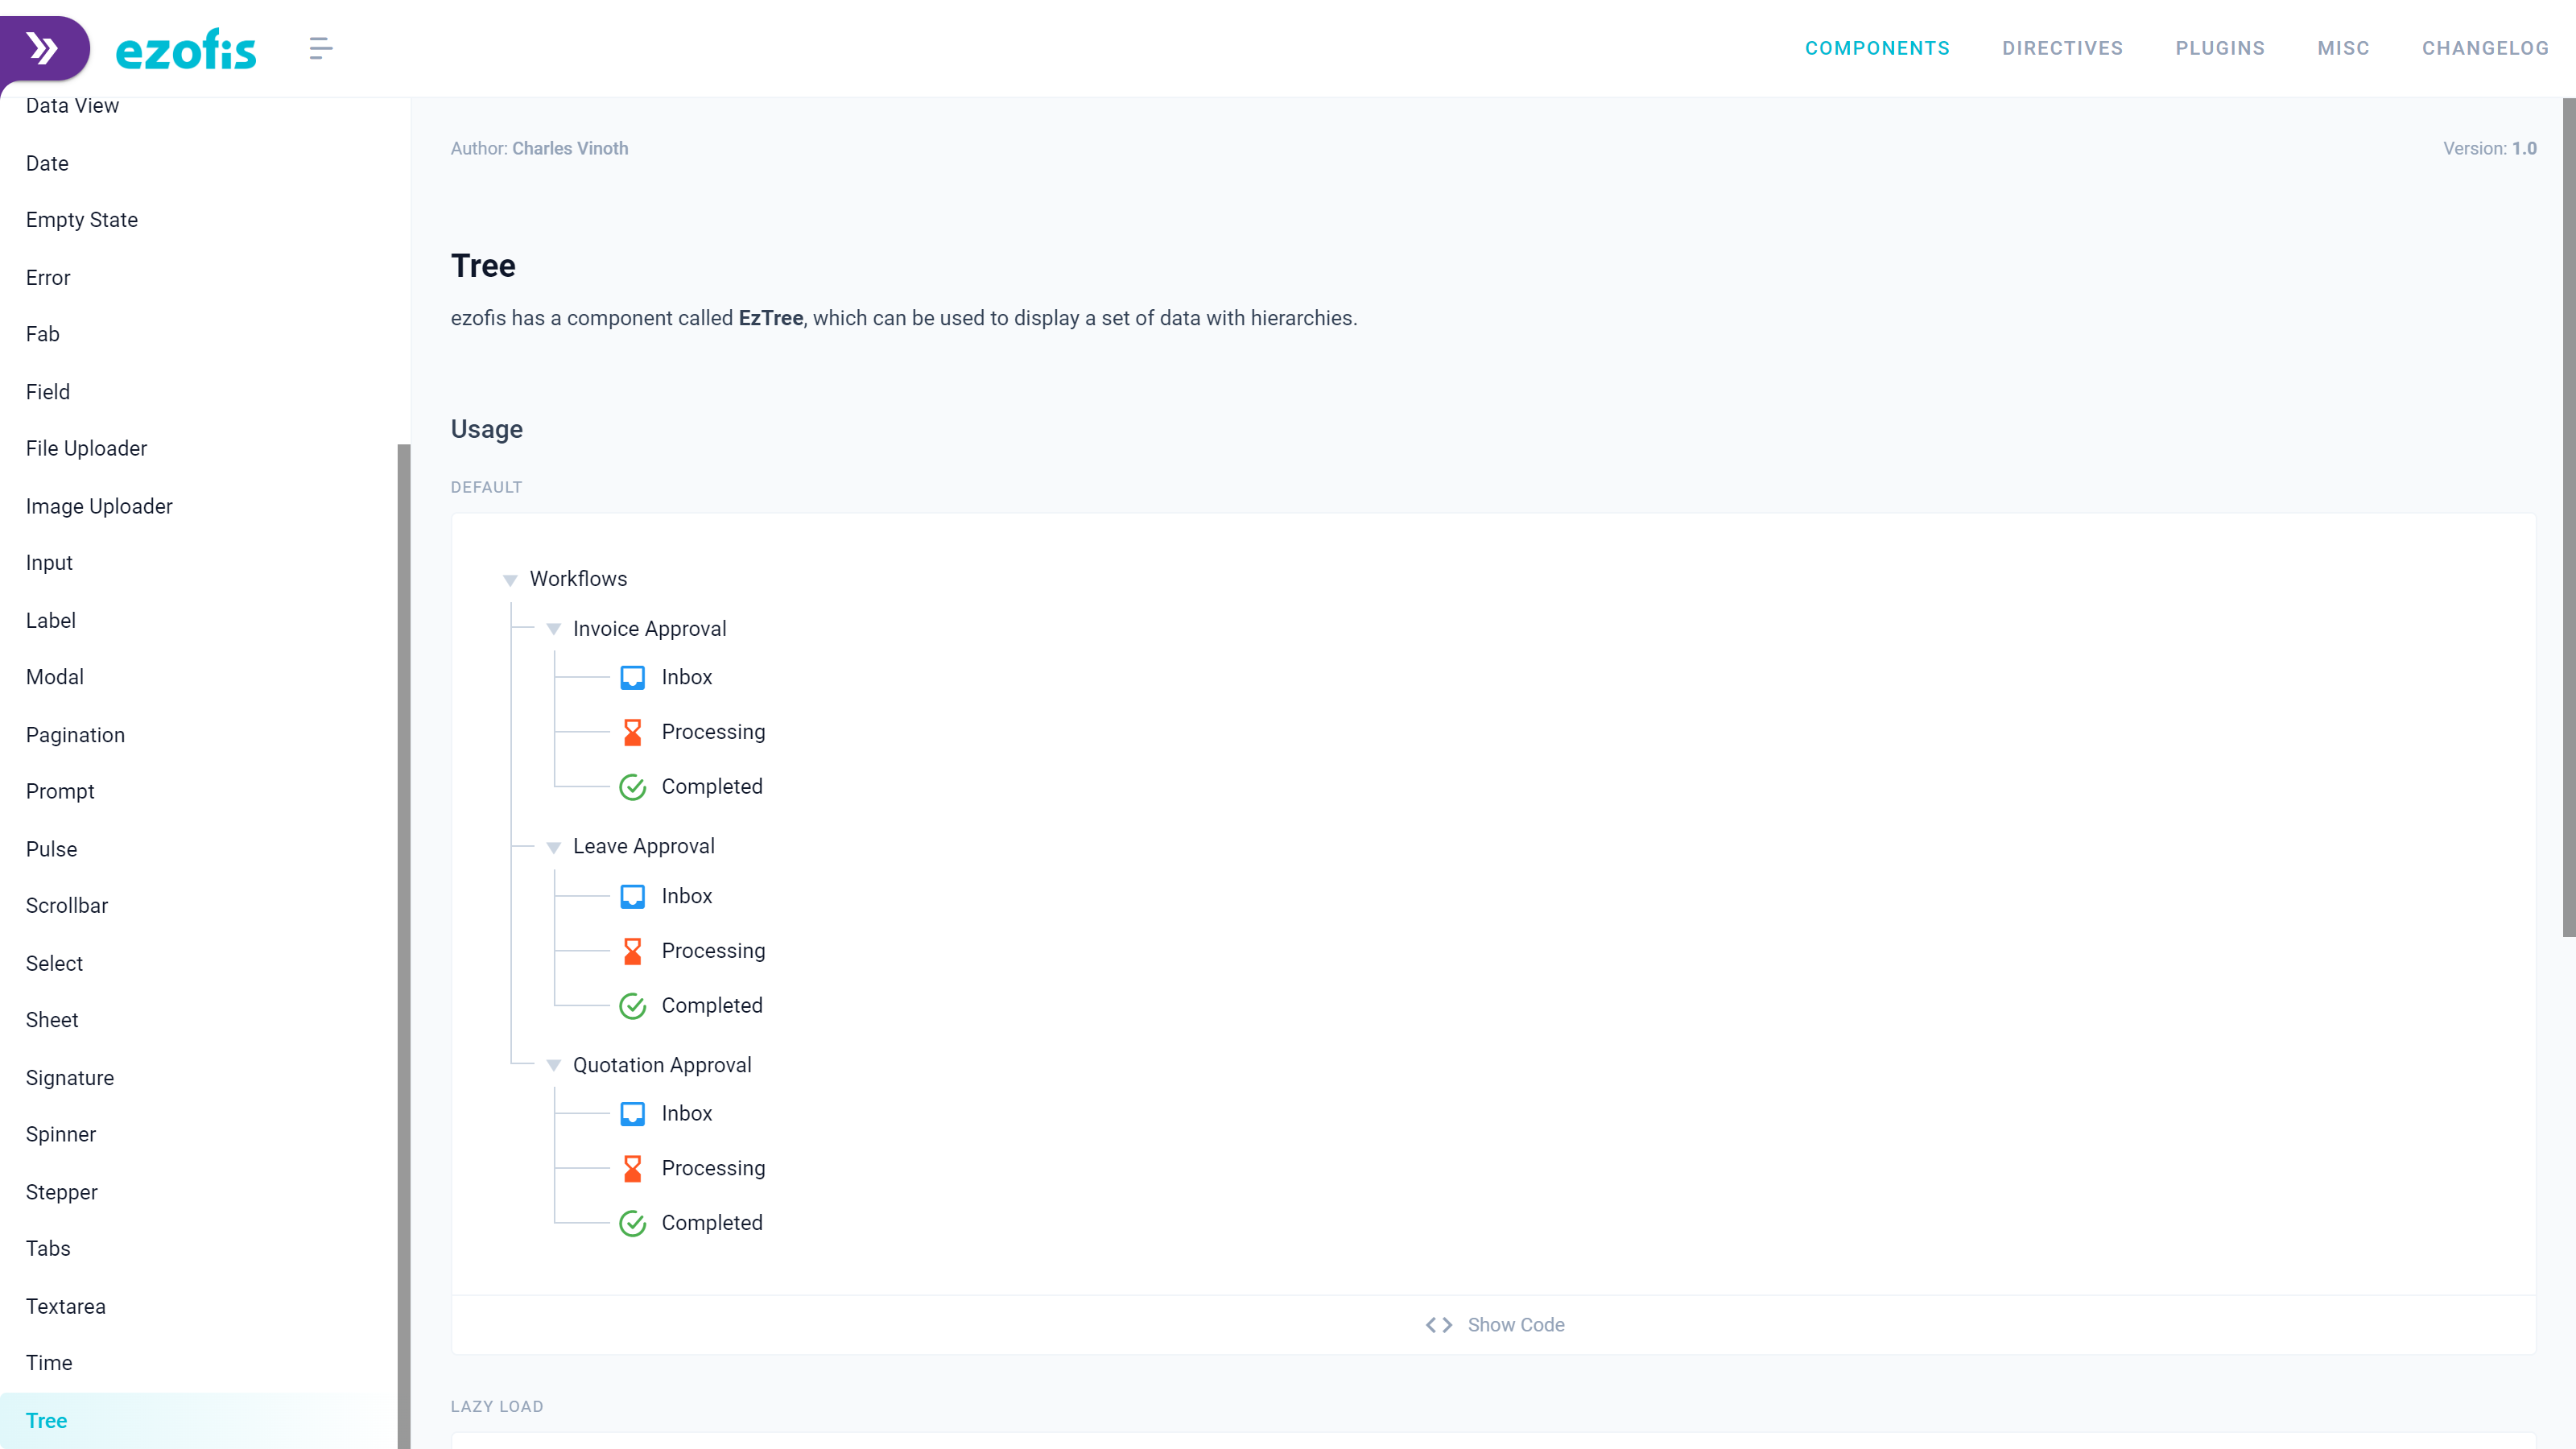 ezofis
COMPONENTS DIRECTIVES PLUGINS MISC CHANGELOG
Data View
Date
Empty State
Error
Fab
Field
File Uploader
Image Uploader
Input
Label
Modal
Pagination
Prompt
Pulse
Scrollbar
Select
Sheet
Signature
Spinner
Stepper
Tabs
Textarea
Time
Tree
Author: Charles Vinoth
Version: 1.0
Tree
ezofis has a component called EzTree, which can be used to display a set of data with hierarchies.
Usage
DEFAULT
Workflows
Invoice Approval
Inbox
Processing
Completed
Leave Approval
Inbox
Processing
Completed
Quotation Approval
Inbox
Processing
Completed
Show Code
LAZY LOAD